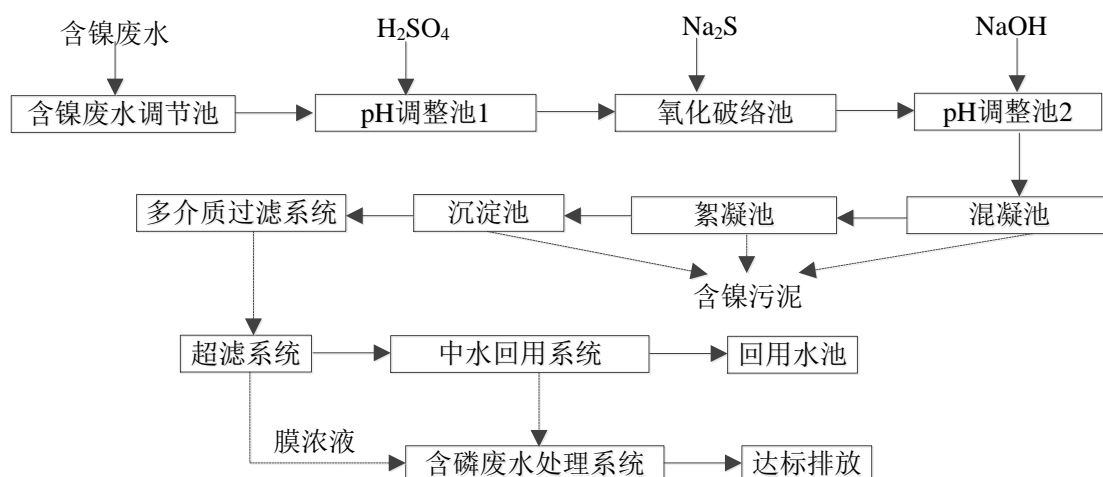 含镍废水
H₂SO₄
Na₂S
NaOH
含镍废水调节池
pH调整池1
氧化破络池
pH调整池2
多介质过滤系统
沉淀池
絮凝池
混凝池
含镍污泥
超滤系统
中水回用系统
回用水池
膜浓液
含磷废水处理系统
达标排放